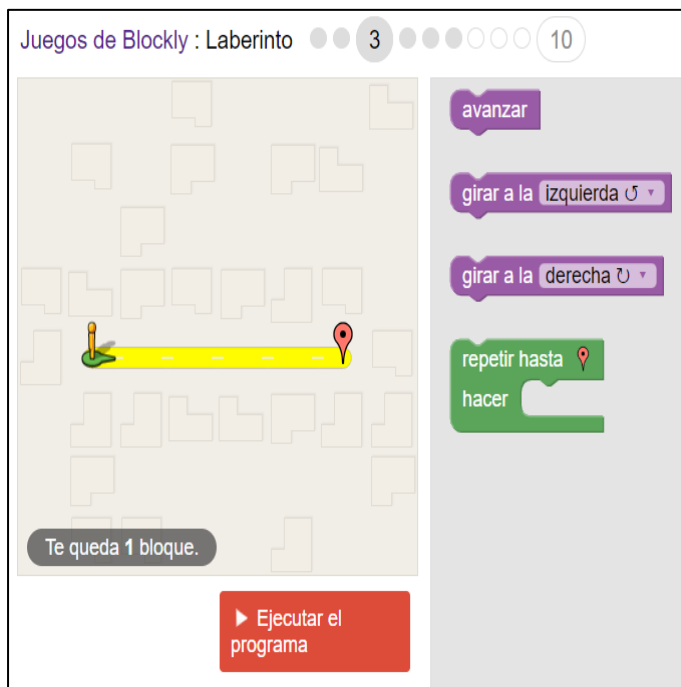 Juegos de Blockly : Laberinto 3 10
avanzar
girar a la izquierda ↺ ▾
girar a la derecha ↻ ▾
repetir hasta
hacer
Te queda 1 bloque.
Ejecutar el
programa